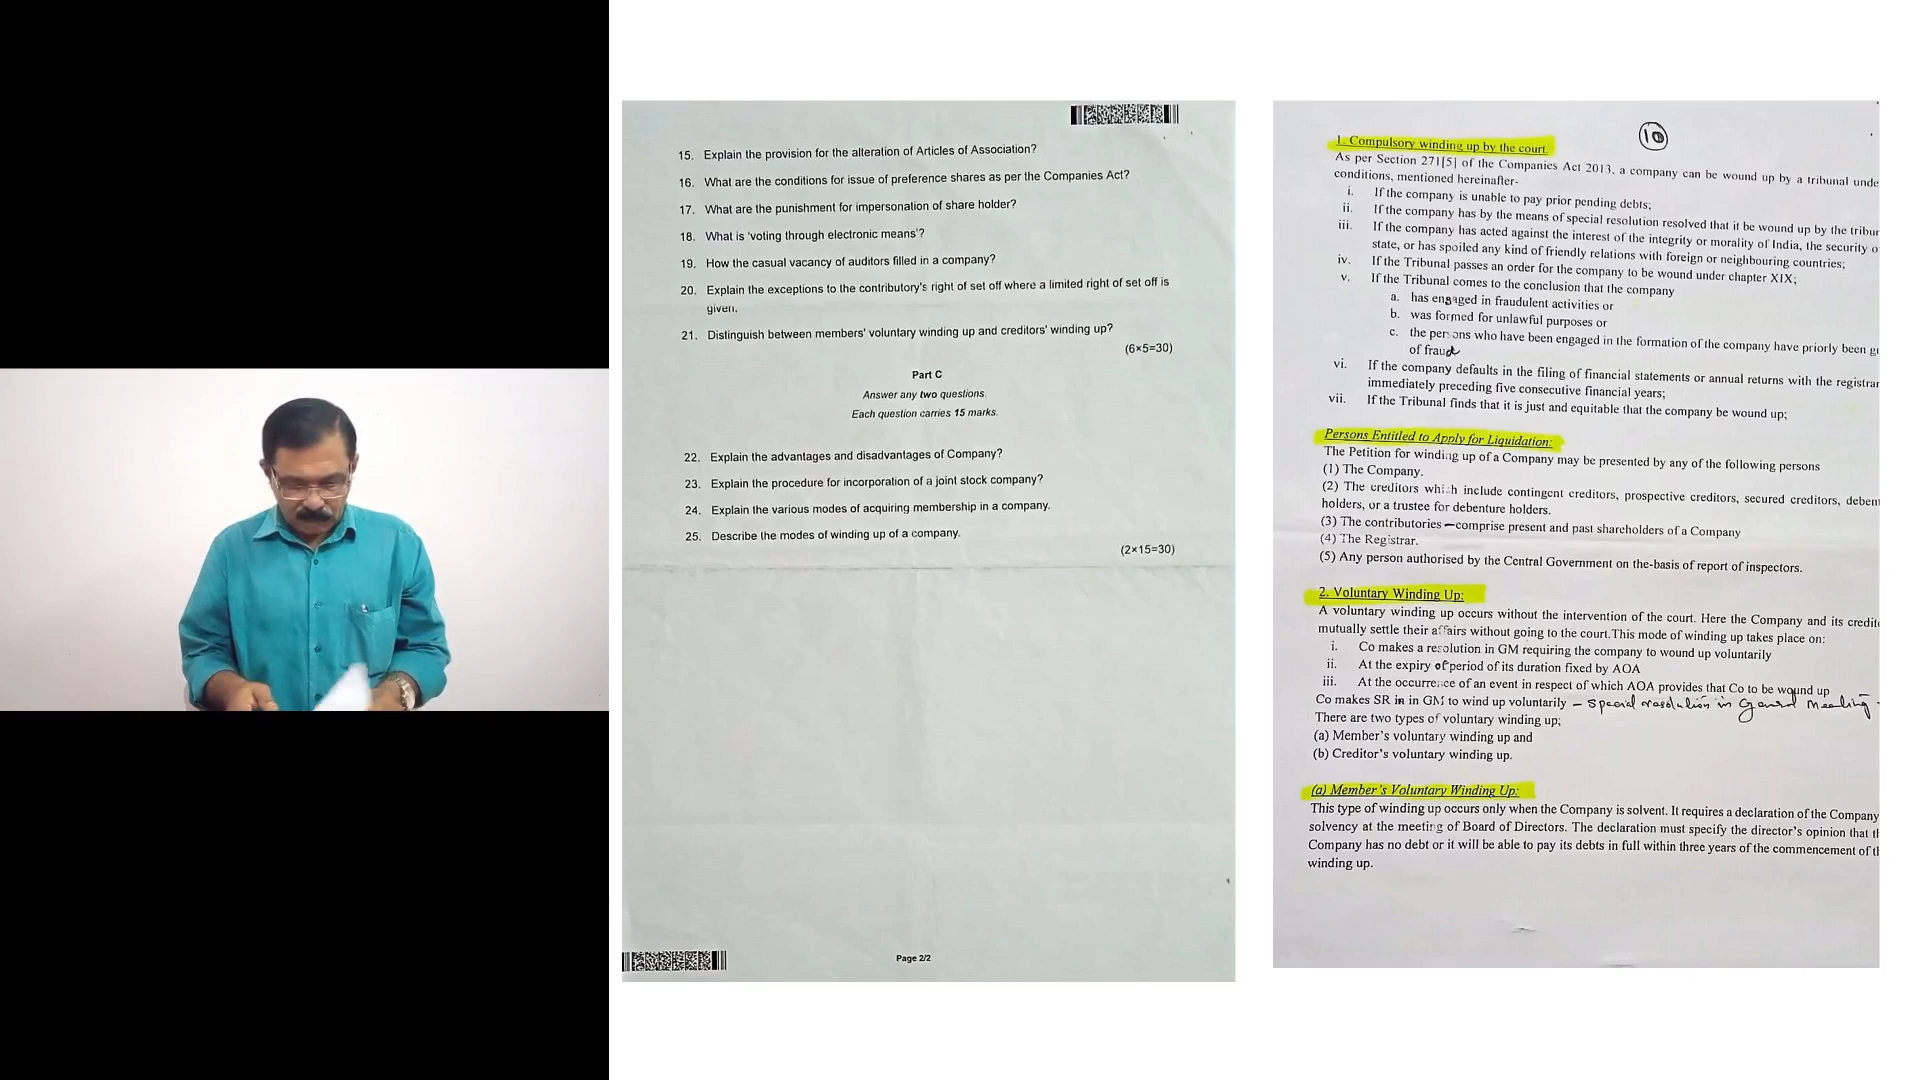 15. Explain the provision for the alteration of Articles of Association?
16. What are the conditions for issue of preference shares as per the Companies Act?
17. What are the punishment for impersonation of share holder?
18. What is 'voting through electronic means'?
19. How the casual vacancy of auditors filled in a company?
20. Explain the exceptions to the contributory's right of set off where a limited right of set off is
given.
21. Distinguish between members' voluntary winding up and creditors' winding up?
(6×5=30)
Part C
Answer any two questions.
Each question carries 15 marks.
22. Explain the advantages and disadvantages of Company?
23. Explain the procedure for incorporation of a joint stock company?
24. Explain the various modes of acquiring membership in a company.
25. Describe the modes of winding up of a company.
(2×15=30)
Page 2/2
10
1. Compulsory winding up by the court.
As per Section 271[5] of the Companies Act 2013, a company can be wound up by a tribunal unde
conditions, mentioned hereinafter-
i. If the company is unable to pay prior pending debts;
ii. If the company has by the means of special resolution resolved that it be wound up by the tribun
iii. If the company has acted against the interest of the integrity or morality of India, the security o
state, or has spoiled any kind of friendly relations with foreign or neighbouring countries;
iv. If the Tribunal passes an order for the company to be wound under chapter XIX;
v. If the Tribunal comes to the conclusion that the company
a. has engaged in fraudulent activities or
b. was formed for unlawful purposes or
c. the persons who have been engaged in the formation of the company have priorly been gu
of fraud
vi. If the company defaults in the filing of financial statements or annual returns with the registrar
immediately preceding five consecutive financial years;
vii. If the Tribunal finds that it is just and equitable that the company be wound up;
Persons Entitled to Apply for Liquidation:
The Petition for winding up of a Company may be presented by any of the following persons
(1) The Company.
(2) The creditors which include contingent creditors, prospective creditors, secured creditors, deben
holders, or a trustee for debenture holders.
(3) The contributories —comprise present and past shareholders of a Company
(4) The Registrar.
(5) Any person authorised by the Central Government on the-basis of report of inspectors.
2. Voluntary Winding Up:
A voluntary winding up occurs without the intervention of the court. Here the Company and its credit
mutually settle their affairs without going to the court.This mode of winding up takes place on:
i. Co makes a resolution in GM requiring the company to wound up voluntarily
ii. At the expiry of period of its duration fixed by AOA
iii. At the occurrence of an event in respect of which AOA provides that Co to be wound up
Co makes SR in in GM to wind up voluntarily – special resolution in General Meeting -
There are two types of voluntary winding up;
(a) Member's voluntary winding up and
(b) Creditor's voluntary winding up.
(a) Member's Voluntary Winding Up:
This type of winding up occurs only when the Company is solvent. It requires a declaration of the Company
solvency at the meeting of Board of Directors. The declaration must specify the director's opinion that th
Company has no debt or it will be able to pay its debts in full within three years of the commencement of th
winding up.